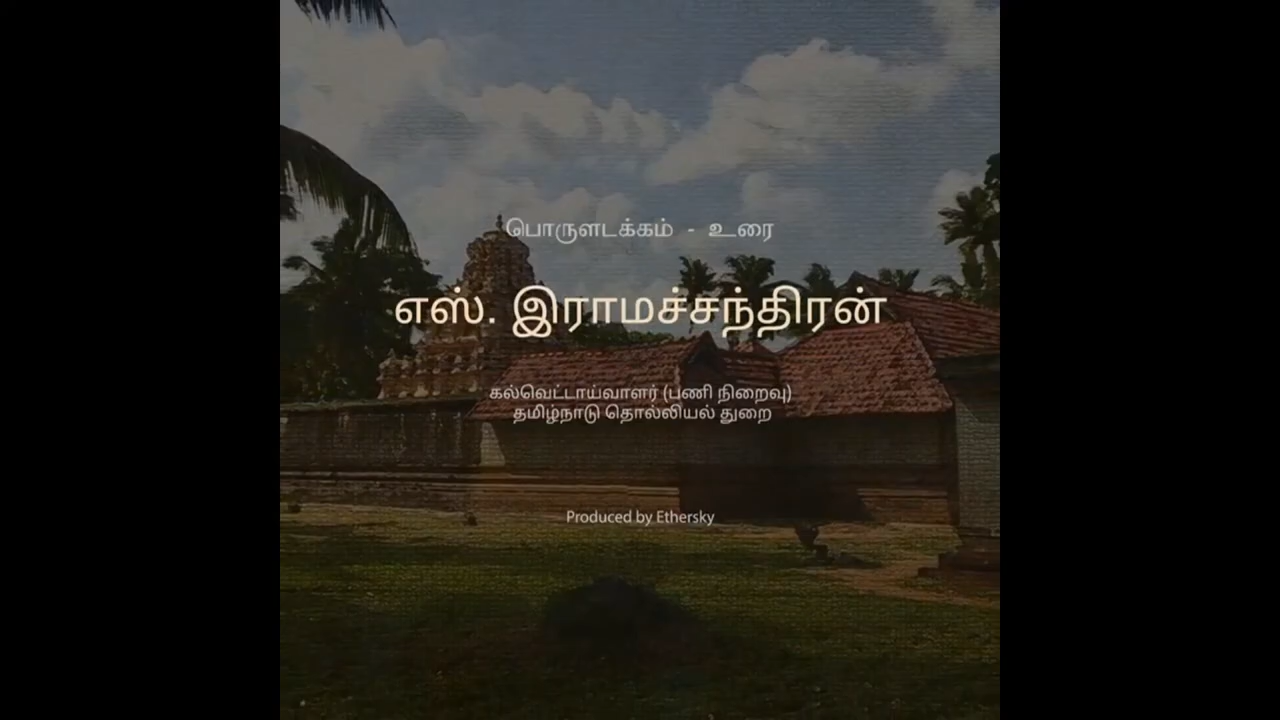 பொருளடக்கம் - உரை
எஸ். இராமச்சந்திரன்
கல்வெட்டாய்வாளர் (பணி நிறைவு)
தமிழ்நாடு தொல்லியல் துறை
Produced by Ethersky